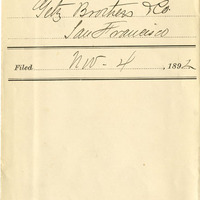 Getz Brothers & Co.
San Francisco
Filed Nov - 4, 1892